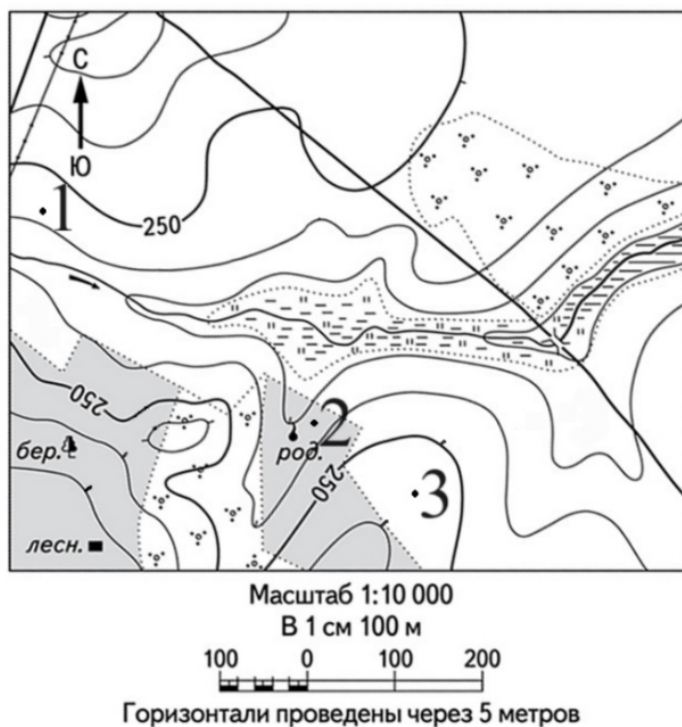 С
Ю
1
250
250
2
бер.
род.
250
3
лесн.
Масштаб 1:10 000
В 1 см 100 м
100 0 100 200
Горизонтали проведены через 5 метров